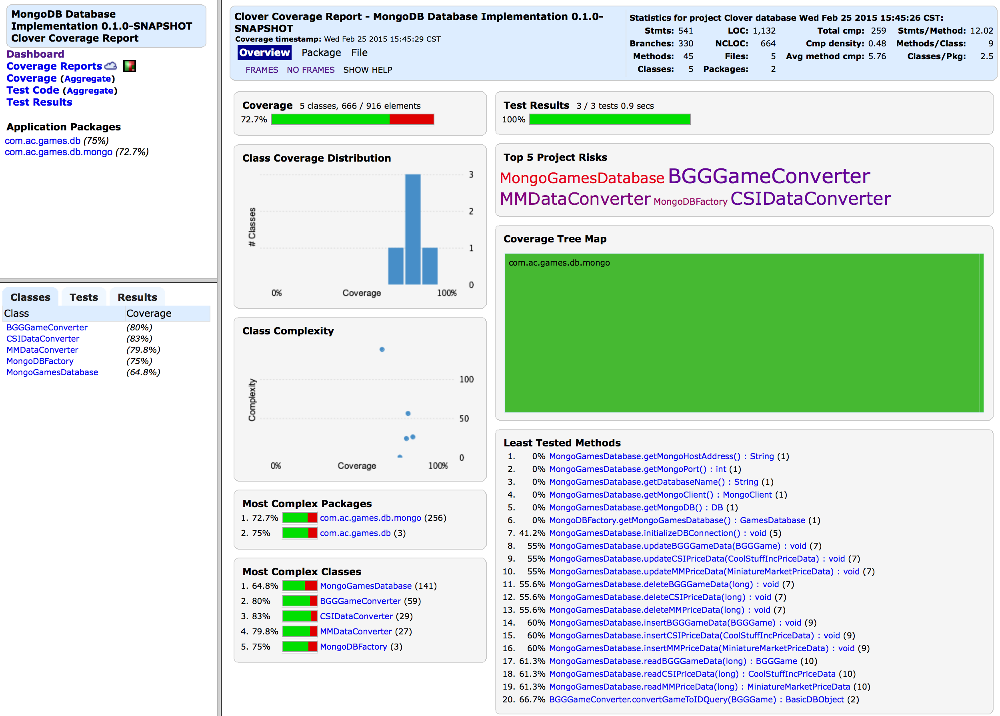 MongoDB Database
Implementation 0.1.0-SNAPSHOT
Clover Coverage Report
Dashboard
Coverage Reports
Coverage (Aggregate)
Test Code (Aggregate)
Test Results
Application Packages
com.ac.games.db (75%)
com.ac.games.db.mongo (72.7%)
Classes Tests Results
Class Coverage
BGGGameConverter (80%)
CSIDataConverter (83%)
MMDataConverter (79.8%)
MongoDBFactory (75%)
MongoGamesDatabase (64.8%)
Clover Coverage Report - MongoDB Database Implementation 0.1.0-
SNAPSHOT
Coverage timestamp: Wed Feb 25 2015 15:45:29 CST
Overview Package File
FRAMES NO FRAMES SHOW HELP
Statistics for project Clover database Wed Feb 25 2015 15:45:26 CST:
Stmts: 541 LOC: 1,132 Total cmp: 259 Stmts/Method: 12.02
Branches: 330 NCLOC: 664 Cmp density: 0.48 Methods/Class: 9
Methods: 45 Files: 5 Avg method cmp: 5.76 Classes/Pkg: 2.5
Classes: 5 Packages: 2
Coverage 5 classes, 666 / 916 elements
72.7%
Class Coverage Distribution
3
2
1
0
# Classes
0% Coverage 100%
Class Complexity
100
50
0
Complexity
0% Coverage 100%
Most Complex Packages
1. 72.7% com.ac.games.db.mongo (256)
2. 75% com.ac.games.db (3)
Most Complex Classes
1. 64.8% MongoGamesDatabase (141)
2. 80% BGGGameConverter (59)
3. 83% CSIDataConverter (29)
4. 79.8% MMDataConverter (27)
5. 75% MongoDBFactory (3)
Test Results 3 / 3 tests 0.9 secs
100%
Top 5 Project Risks
MongoGamesDatabase BGGGameConverter
MMDataConverter MongoDBFactory CSIDataConverter
Coverage Tree Map
com.ac.games.db.mongo
Least Tested Methods
1. 0% MongoGamesDatabase.getMongoHostAddress() : String (1)
2. 0% MongoGamesDatabase.getMongoPort() : int (1)
3. 0% MongoGamesDatabase.getDatabaseName() : String (1)
4. 0% MongoGamesDatabase.getMongoClient() : MongoClient (1)
5. 0% MongoGamesDatabase.getMongoDB() : DB (1)
6. 0% MongoDBFactory.getMongoGamesDatabase() : GamesDatabase (1)
7. 41.2% MongoGamesDatabase.initializeDBConnection() : void (5)
8. 55% MongoGamesDatabase.updateBGGGameData(BGGGame) : void (7)
9. 55% MongoGamesDatabase.updateCSIPriceData(CoolStuffIncPriceData) : void (7)
10. 55% MongoGamesDatabase.updateMMPriceData(MiniatureMarketPriceData) : void (7)
11. 55.6% MongoGamesDatabase.deleteBGGGameData(long) : void (7)
12. 55.6% MongoGamesDatabase.deleteCSIPriceData(long) : void (7)
13. 55.6% MongoGamesDatabase.deleteMMPriceData(long) : void (7)
14. 60% MongoGamesDatabase.insertBGGGameData(BGGGame) : void (9)
15. 60% MongoGamesDatabase.insertCSIPriceData(CoolStuffIncPriceData) : void (9)
16. 60% MongoGamesDatabase.insertMMPriceData(MiniatureMarketPriceData) : void (9)
17. 61.3% MongoGamesDatabase.readBGGGameData(long) : BGGGame (10)
18. 61.3% MongoGamesDatabase.readCSIPriceData(long) : CoolStuffIncPriceData (10)
19. 61.3% MongoGamesDatabase.readMMPriceData(long) : MiniatureMarketPriceData (10)
20. 66.7% BGGGameConverter.convertGameToIDQuery(BGGGame) : BasicDBObject (2)